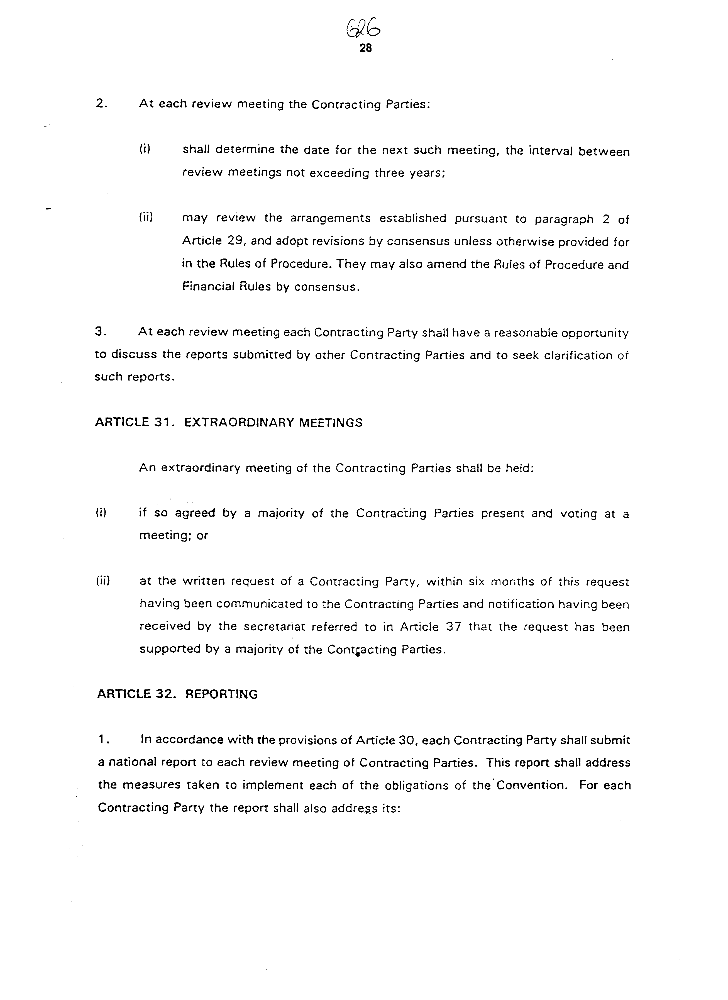 626
28
2. At each review meeting the Contracting Parties:
(i) shall determine the date for the next such meeting, the interval between
review meetings not exceeding three years;
(ii) may review the arrangements established pursuant to paragraph 2 of
Article 29, and adopt revisions by consensus unless otherwise provided for
in the Rules of Procedure. They may also amend the Rules of Procedure and
Financial Rules by consensus.
3. At each review meeting each Contracting Party shall have a reasonable opportunity
to discuss the reports submitted by other Contracting Parties and to seek clarification of
such reports.
ARTICLE 31. EXTRAORDINARY MEETINGS
An extraordinary meeting of the Contracting Parties shall be held:
(i) if so agreed by a majority of the Contracting Parties present and voting at a
meeting; or
(ii) at the written request of a Contracting Party, within six months of this request
having been communicated to the Contracting Parties and notification having been
received by the secretariat referred to in Article 37 that the request has been
supported by a majority of the Contracting Parties.
ARTICLE 32. REPORTING
1. In accordance with the provisions of Article 30, each Contracting Party shall submit
a national report to each review meeting of Contracting Parties. This report shall address
the measures taken to implement each of the obligations of the Convention. For each
Contracting Party the report shall also address its: